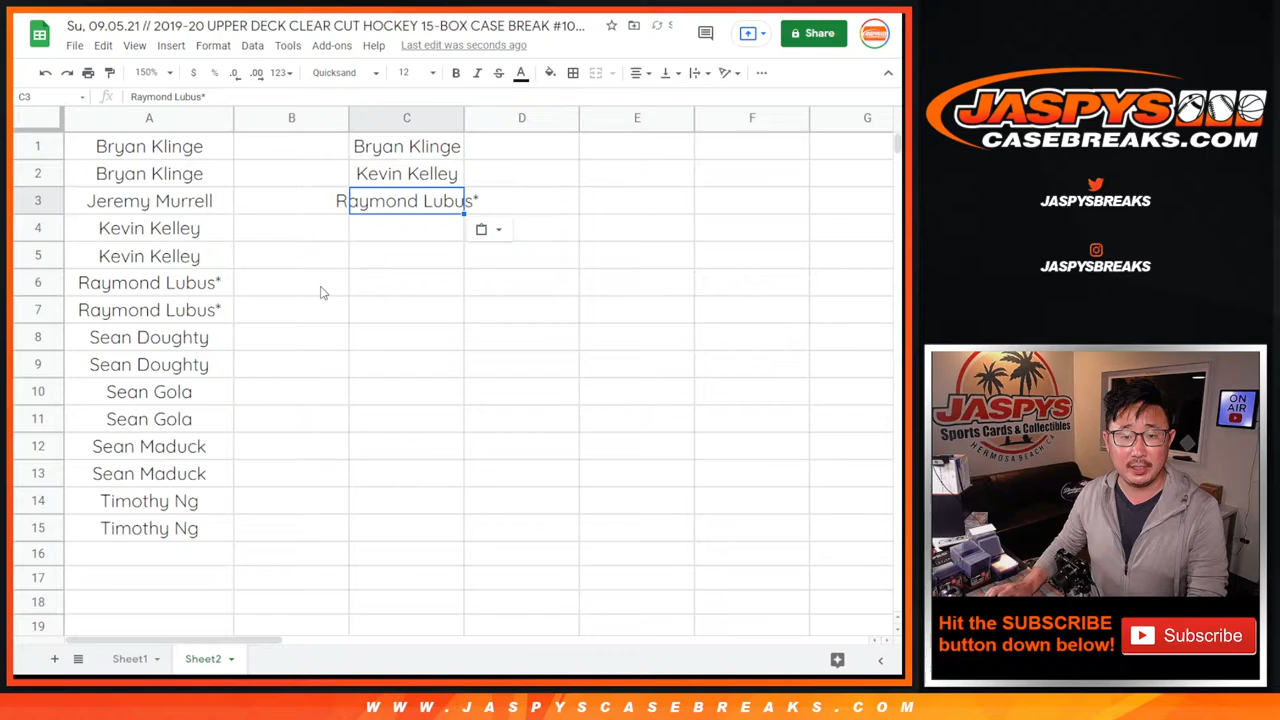 Su, 09.05.21 // 2019-20 UPPER DECK CLEAR CUT HOCKEY 15-BOX CASE BREAK #10...
File Edit View Insert Format Data Tools Add-ons Help Last edit was seconds ago
Share
150% $ % .0 .00 123 Quicksand 12 B I S A
C3 fx Raymond Lubus*
A B C D E F G
1 Bryan Klinge Bryan Klinge
2 Bryan Klinge Kevin Kelley
3 Jeremy Murrell Raymond Lubus*
4 Kevin Kelley
5 Kevin Kelley
6 Raymond Lubus*
7 Raymond Lubus*
8 Sean Doughty
9 Sean Doughty
10 Sean Gola
11 Sean Gola
12 Sean Maduck
13 Sean Maduck
14 Timothy Ng
15 Timothy Ng
16
17
18
19
Sheet1 Sheet2
JASPYS
CASEBREAKS.COM
JASPYSBREAKS
JASPYSBREAKS
JASPYS
Sports Cards & Collectibles
HERMOSA BEACH, CA
ON AIR
Hit the SUBSCRIBE
button down below!
Subscribe
WWW.JASPYSCASEBREAKS.COM